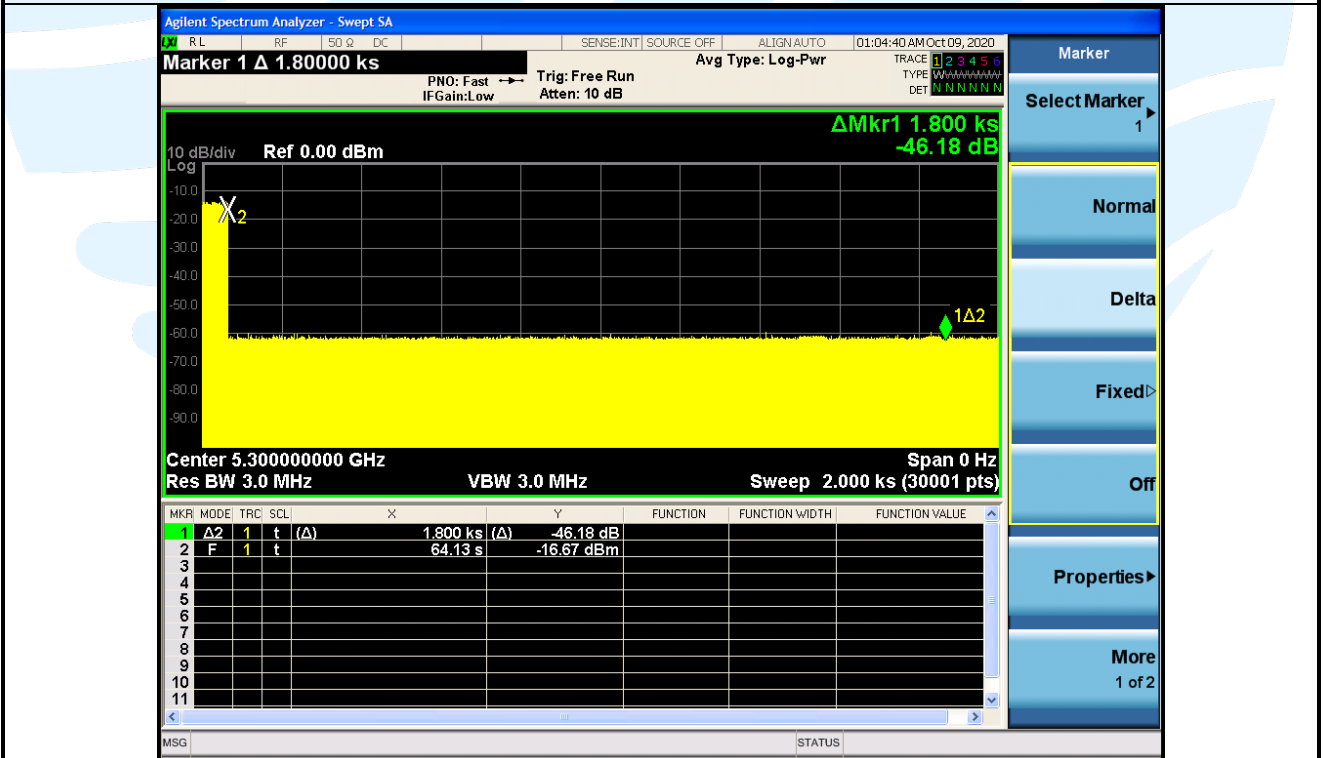 Agilent Spectrum Analyzer - Swept SA
LXI RL RF 50 Ω DC SENSE:INT SOURCE OFF ALIGN AUTO 01:04:40 AM Oct 09, 2020
Marker 1 Δ 1.80000 ks
PNO: Fast
IFGain:Low
Trig: Free Run
Atten: 10 dB
Avg Type: Log-Pwr
TRACE 1 2 3 4 5 6
TYPE WWWWWW
DET N N N N N N
ΔMkr1 1.800 ks
-46.18 dB
10 dB/div Ref 0.00 dBm
Log
-10.0
-20.0
-30.0
-40.0
-50.0
-60.0
-70.0
-80.0
-90.0
2
1Δ2
Center 5.300000000 GHz Span 0 Hz
Res BW 3.0 MHz VBW 3.0 MHz Sweep 2.000 ks (30001 pts)
MKR MODE TRC SCL X Y FUNCTION FUNCTION WIDTH FUNCTION VALUE
1 Δ2 1 t (Δ) 1.800 ks (Δ) -46.18 dB
2 F 1 t 64.13 s -16.67 dBm
3
4
5
6
7
8
9
10
11
MSG STATUS
Marker
Select Marker
1
Normal
Delta
Fixed
Off
Properties
More
1 of 2